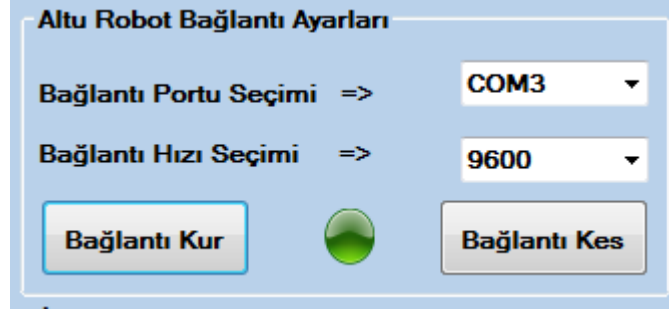 Altu Robot Bağlantı Ayarları
Bağlantı Portu Seçimi => COM3
Bağlantı Hızı Seçimi => 9600
Bağlantı Kur Bağlantı Kes